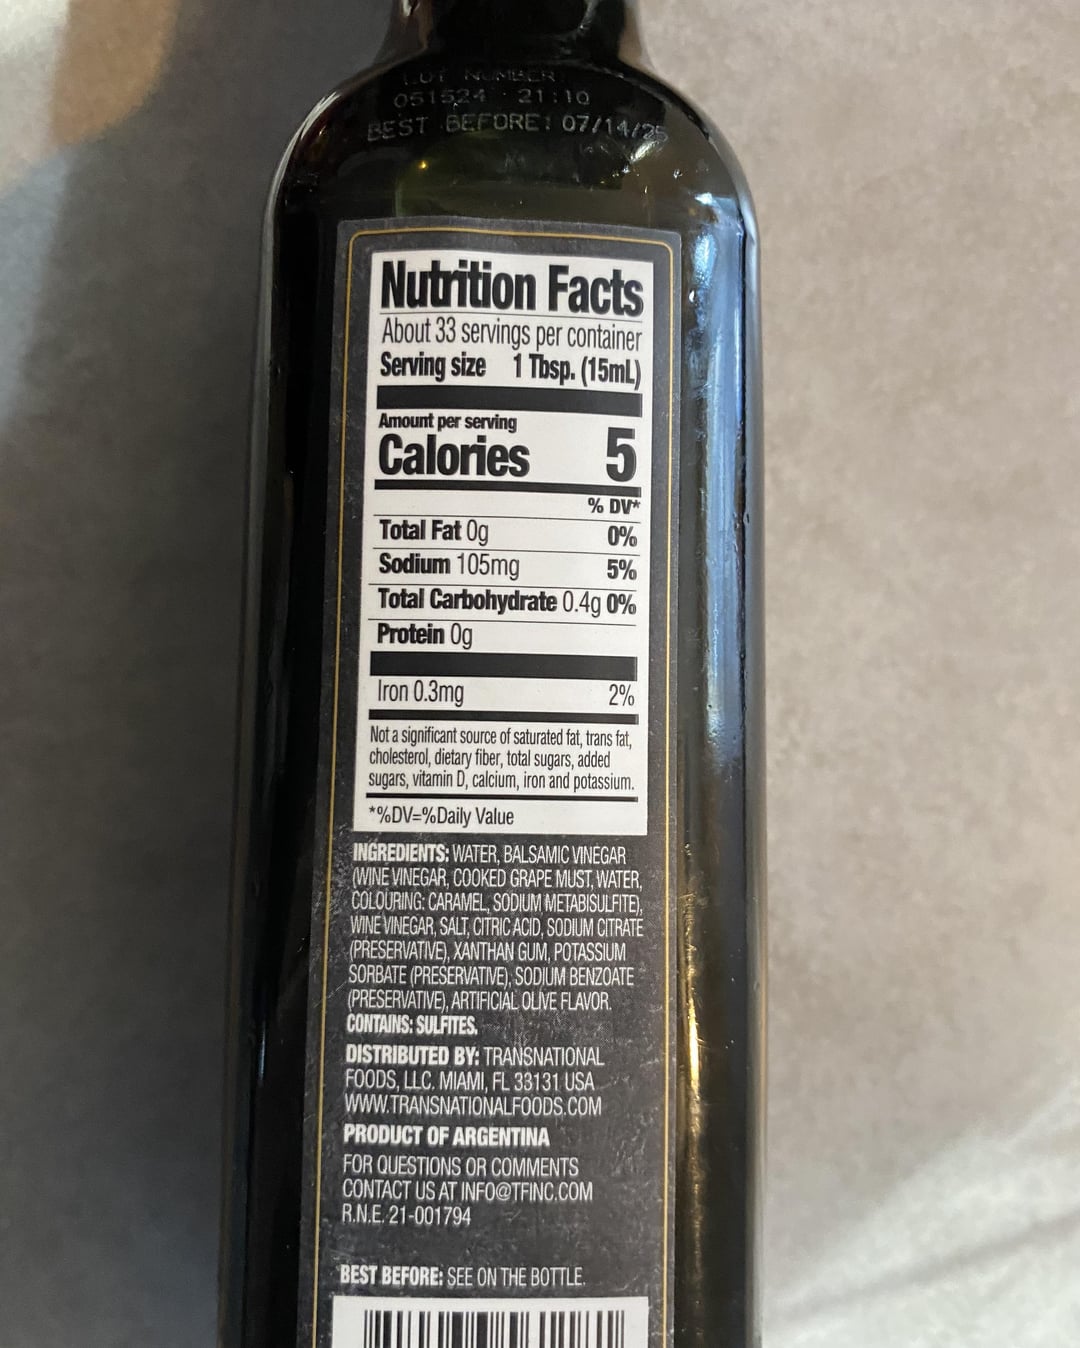 LOT NUMBER:
051524 - 21:10
BEST BEFORE: 07/14/25
Nutrition Facts
About 33 servings per container
Serving size 1 Tbsp. (15mL)
Amount per serving
Calories 5
% DV*
Total Fat 0g 0%
Sodium 105mg 5%
Total Carbohydrate 0.4g 0%
Protein 0g
Iron 0.3mg 2%
Not a significant source of saturated fat, trans fat,
cholesterol, dietary fiber, total sugars, added
sugars, vitamin D, calcium, iron and potassium.
*%DV=%Daily Value
INGREDIENTS: WATER, BALSAMIC VINEGAR
(WINE VINEGAR, COOKED GRAPE MUST, WATER,
COLOURING: CARAMEL, SODIUM METABISULFITE),
WINE VINEGAR, SALT, CITRIC ACID, SODIUM CITRATE
(PRESERVATIVE), XANTHAN GUM, POTASSIUM
SORBATE (PRESERVATIVE), SODIUM BENZOATE
(PRESERVATIVE), ARTIFICIAL OLIVE FLAVOR.
CONTAINS: SULFITES.
DISTRIBUTED BY: TRANSNATIONAL
FOODS, LLC. MIAMI, FL 33131 USA
WWW.TRANSNATIONALFOODS.COM
PRODUCT OF ARGENTINA
FOR QUESTIONS OR COMMENTS
CONTACT US AT INFO@TFINC.COM
R.N.E. 21-001794
BEST BEFORE: SEE ON THE BOTTLE.